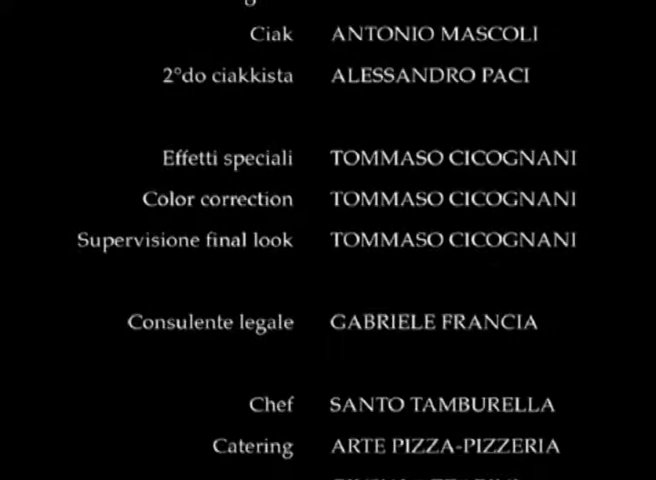 Ciak ANTONIO MASCOLI
2°do ciakkista ALESSANDRO PACI
Effetti speciali TOMMASO CICOGNANI
Color correction TOMMASO CICOGNANI
Supervisione final look TOMMASO CICOGNANI
Consulente legale GABRIELE FRANCIA
Chef SANTO TAMBURELLA
Catering ARTE PIZZA-PIZZERIA